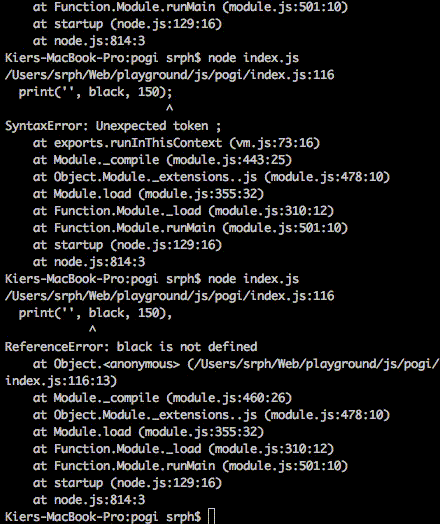 at Function.Module.runMain (module.js:501:10)
at startup (node.js:129:16)
at node.js:814:3
Kiers-MacBook-Pro:pogi srph$ node index.js
/Users/srph/Web/playground/js/pogi/index.js:116
print('', black, 150);
^
SyntaxError: Unexpected token ;
at exports.runInThisContext (vm.js:73:16)
at Module._compile (module.js:443:25)
at Object.Module._extensions..js (module.js:478:10)
at Module.load (module.js:355:32)
at Function.Module._load (module.js:310:12)
at Function.Module.runMain (module.js:501:10)
at startup (node.js:129:16)
at node.js:814:3
Kiers-MacBook-Pro:pogi srph$ node index.js
/Users/srph/Web/playground/js/pogi/index.js:116
print('', black, 150),
^
ReferenceError: black is not defined
at Object.<anonymous> (/Users/srph/Web/playground/js/pogi/
index.js:116:13)
at Module._compile (module.js:460:26)
at Object.Module._extensions..js (module.js:478:10)
at Module.load (module.js:355:32)
at Function.Module._load (module.js:310:12)
at Function.Module.runMain (module.js:501:10)
at startup (node.js:129:16)
at node.js:814:3
Kiers-MacBook-Pro:pogi srph$